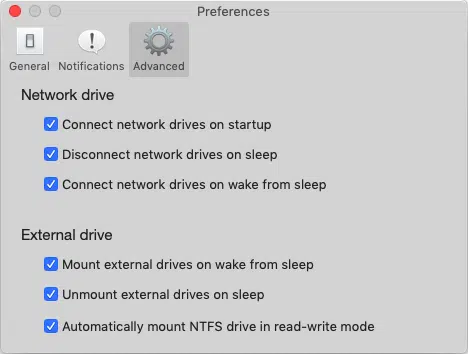 Preferences
General Notifications Advanced
Network drive
Connect network drives on startup
Disconnect network drives on sleep
Connect network drives on wake from sleep
External drive
Mount external drives on wake from sleep
Unmount external drives on sleep
Automatically mount NTFS drive in read-write mode